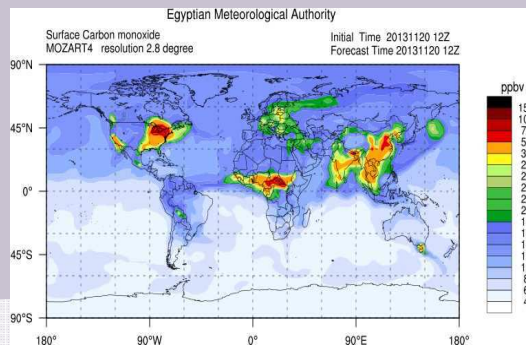 Egyptian Meteorological Authority
Surface Carbon monoxide
MOZART4 resolution 2.8 degree
Initial Time 20131120 12Z
Forecast Time 20131120 12Z
90°N
45°N
0°
45°S
90°S
180° 90°W 0° 90°E 180°
ppbv